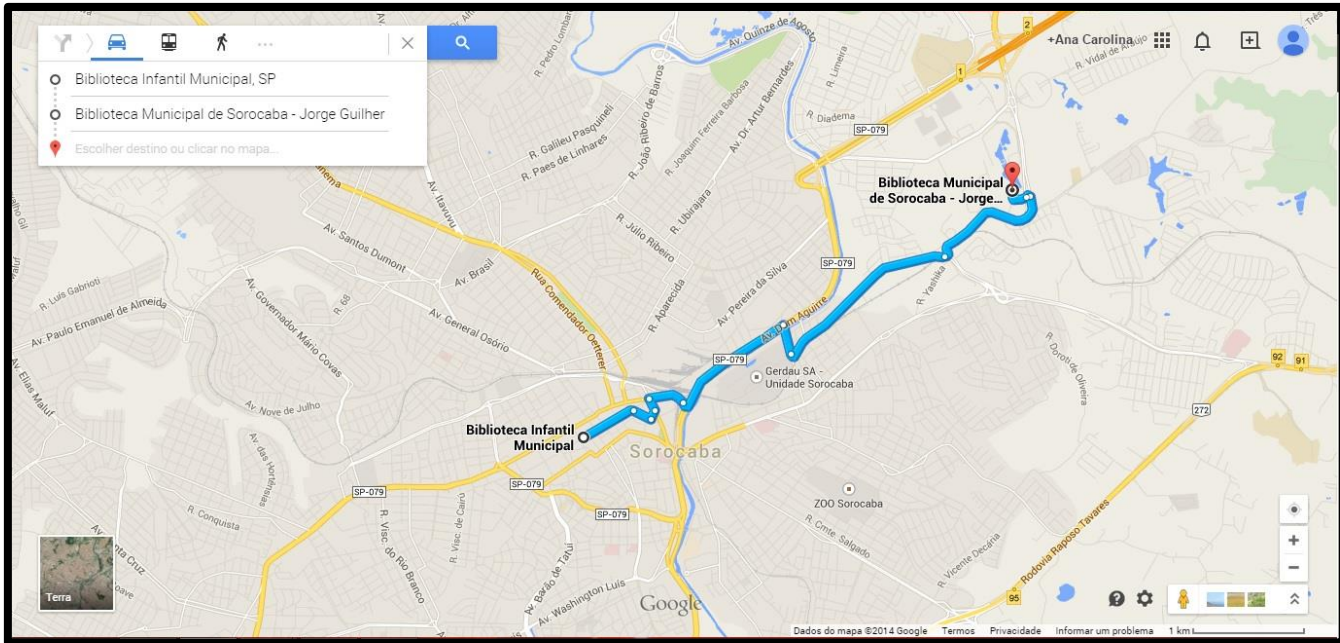 Biblioteca Infantil Municipal, SP
Biblioteca Municipal de Sorocaba - Jorge Guilher
Escolher destino ou clicar no mapa...
+Ana Carolina
R. Pedro Lombar
Av. Quinze de Agosto
R. Limeira
2
R. Vidal de Araújo
1
R. João Ribeiro de Barros
R. Joaquim Ferreira Barbosa
Av. Dr. Artur Bernardes
R. Diadema
SP-079
R. Galileu Pasquineli
R. Paes de Linhares
Av. Itavuvu
Biblioteca Municipal
de Sorocaba - Jorge...
R. Ubirajara
R. Júlio Ribeiro
Av. Santos Dumont
Av. Brasil
SP-079
R. Luis Gabrioti
R. 68
Av. Governador Mário Covas
Rua Comendador Oetterer
R. Aparecida
Av. Pereira da Silva
R. Yashika
Av. Paulo Emanuel de Almeida
Av. General Osório
Av. Dom Aguirre
SP-079
Gerdau SA -
Unidade Sorocaba
R. Doroti de Oliveira
92
91
Av. Elias Maluf
Av. Nove de Julho
272
Biblioteca Infantil
Municipal
Sorocaba
Av. das Hortênsias
SP-079
SP-079
ZOO Sorocaba
R. Conquista
R. Visc. do Rio Branco
R. Visc. de Cairú
SP-079
R. Cmte. Salgado
R. Vicente Decária
Rodovia Raposo Tavares
Av. Barão de Tatuí
Av. Washington Luis
95
Terra
Google
Dados do mapa ©2014 Google
Termos
Privacidade
Informar um problema
1 km